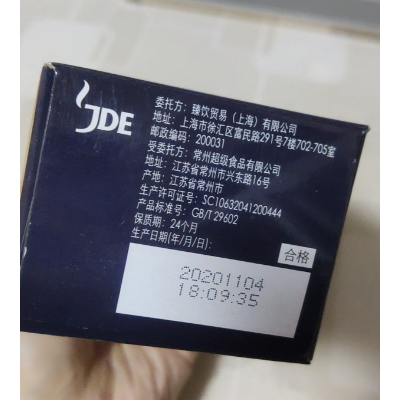 JDE
委托方：臻饮贸易（上海）有限公司
地址：上海市徐汇区富民路291号7楼702-705室
邮政编码：200031
受委托方：常州超级食品有限公司
地址：江苏省常州市兴东路16号
产地：江苏省常州市
生产许可证号：SC10632041200444
产品标准号：GB/T 29602
保质期：24个月
生产日期(年/月/日)：
合格
20201104
18:09:35